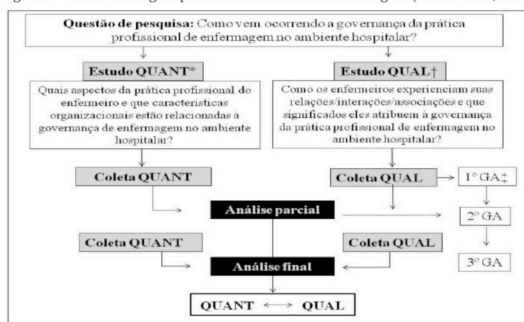 Questão de pesquisa: Como vem ocorrendo a governança da prática
profissional de enfermagem no ambiente hospitalar?
Estudo QUANT*
Estudo QUAL†
Quais aspectos da prática profissional do
enfermeiro e que características
organizacionais estão relacionadas à
governança de enfermagem no ambiente
hospitalar?
Como os enfermeiros experienciam suas
relações/interações/associações e que
significados eles atribuem à governança
da prática profissional de enfermagem no
ambiente hospitalar?
Coleta QUANT
Coleta QUAL
1º GA‡
Análise parcial
2º GA
Coleta QUANT
Coleta QUAL
Análise final
3º GA
QUANT ⟷ QUAL